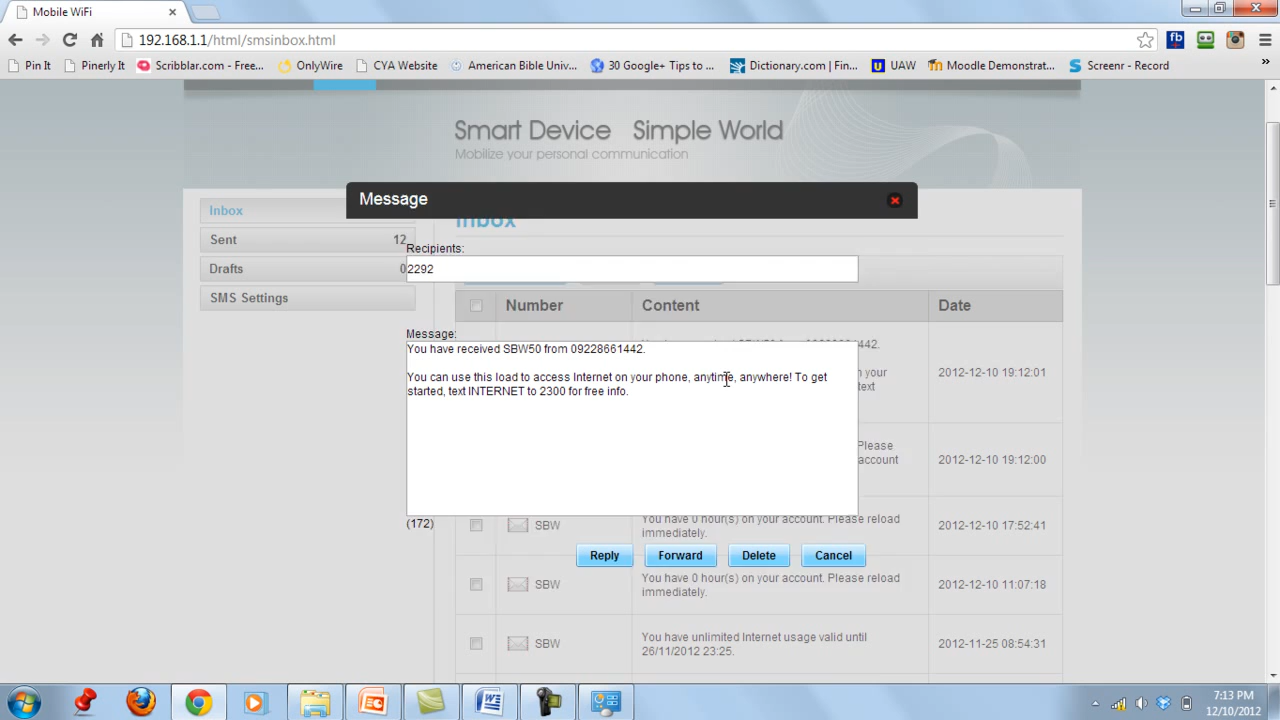 Mobile WiFi
192.168.1.1/html/smsinbox.html
Pin It
Pinerly It
Scribblar.com - Free...
OnlyWire
CYA Website
American Bible Univ...
30 Google+ Tips to ...
Dictionary.com | Fin...
UAW
Moodle Demonstrat...
Screenr - Record
»
Smart Device Simple World
Mobilize your personal communication
Message
Inbox
Inbox
Sent 12
Drafts 0
SMS Settings
Recipients:
2292
Number Content Date
Message:
You have received SBW50 from 09228661442.
You can use this load to access Internet on your phone, anytime, anywhere! To get
started, text INTERNET to 2300 for free info.
442.
your
text
2012-12-10 19:12:01
Please
account
2012-12-10 19:12:00
(172)
SBW
You have 0 hour(s) on your account. Please reload
immediately.
2012-12-10 17:52:41
Reply Forward Delete Cancel
SBW
You have 0 hour(s) on your account. Please reload
immediately.
2012-12-10 11:07:18
SBW
You have unlimited Internet usage valid until
26/11/2012 23:25.
2012-11-25 08:54:31
7:13 PM
12/10/2012